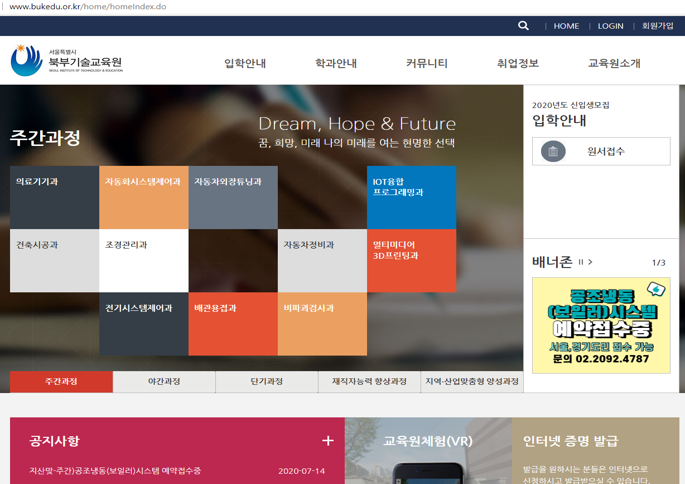 www.bukedu.or.kr/home/homeIndex.do
HOME
LOGIN
회원가입
서울특별시
북부기술교육원
SEOUL INSTITUTE OF TECHNOLOGY & EDUCATION
입학안내
학과안내
커뮤니티
취업정보
교육원소개
주간과정
Dream, Hope & Future
꿈, 희망, 미래 나의 미래를 여는 현명한 선택
의료기기과
자동화시스템제어과
자동차외장튜닝과
IOT융합
프로그래밍과
건축시공과
조경관리과
자동차정비과
멀티미디어
3D프린팅과
전기시스템제어과
배관용접과
비파괴검사과
주간과정
야간과정
단기과정
재직자능력 향상과정
지역·산업맞춤형 양성과정
2020년도 신입생모집
입학안내
원서접수
배너존
1/3
공조냉동
(보일러)시스템
예약접수중
서울,경기도민 접수 가능
문의 02.2092.4787
공지사항
+
지산맞-주간)공조냉동(보일러)시스템 예약접수중
2020-07-14
교육원체험(VR)
인터넷 증명 발급
발급을 원하시는 분들은 인터넷으로
신청하시고 발급받으실 수 있습니다.